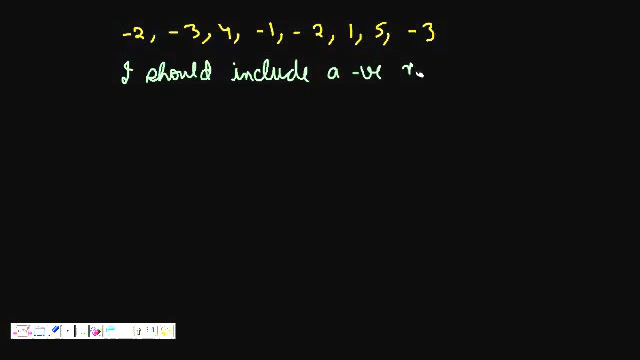 -2, -3, 4, -1, -2, 1, 5, -3
I should include a -ve